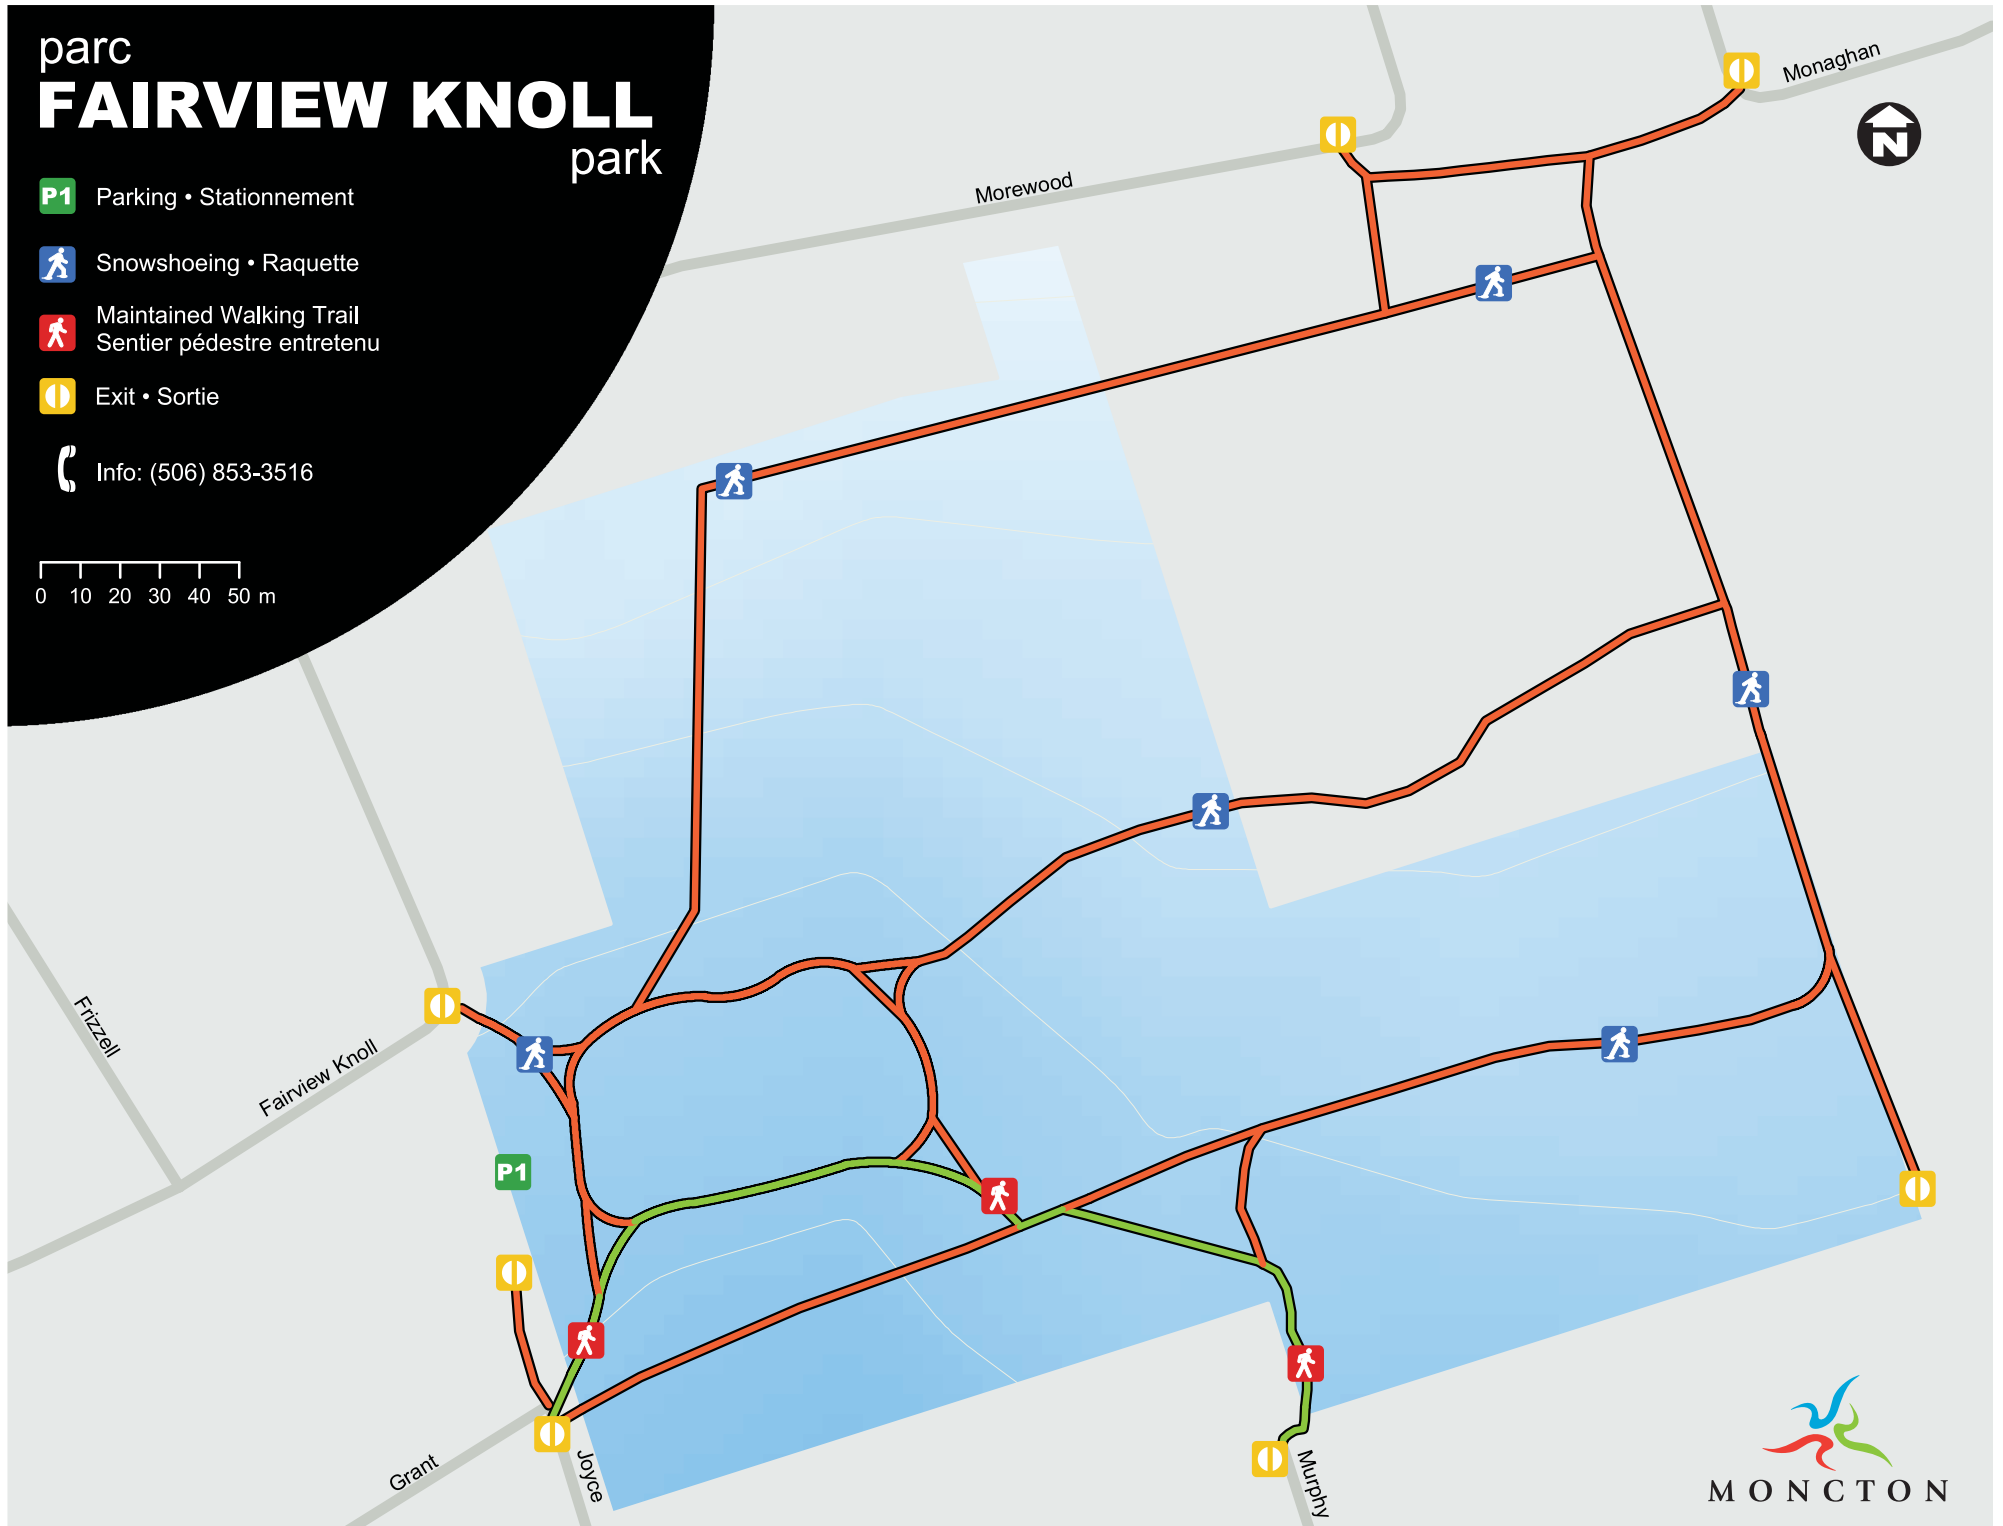 parc
FAIRVIEW KNOLL
park
P1 Parking • Stationnement
Snowshoeing • Raquette
Maintained Walking Trail
Sentier pédestre entretenu
Exit • Sortie
Info: (506) 853-3516
0 10 20 30 40 50 m
Monaghan
N
Morewood
Frizzell
Fairview Knoll
P1
Grant
Joyce
Murphy
MONCTON